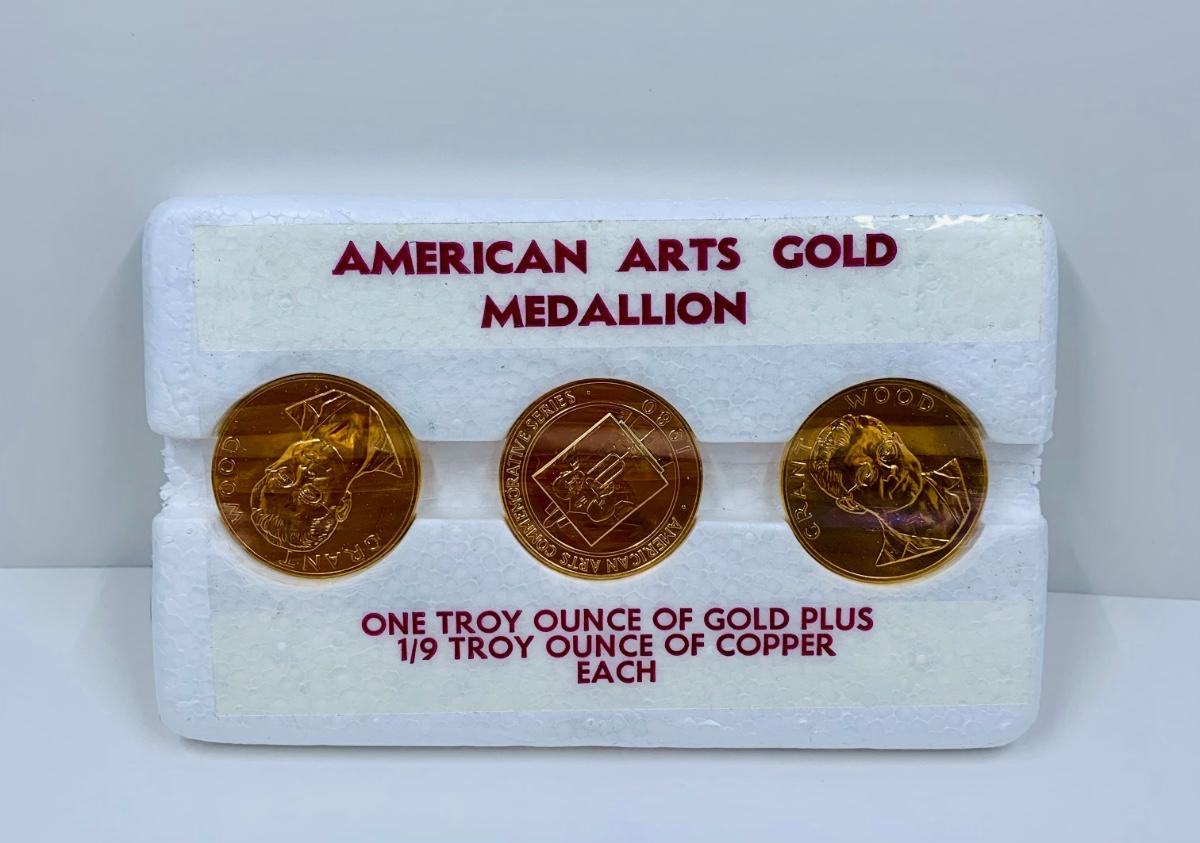 AMERICAN ARTS GOLD
MEDALLION
GRANT WOOD
AMERICAN ARTS COMMEMORATIVE SERIES · 1980 ·
GRANT WOOD
ONE TROY OUNCE OF GOLD PLUS
1/9 TROY OUNCE OF COPPER
EACH